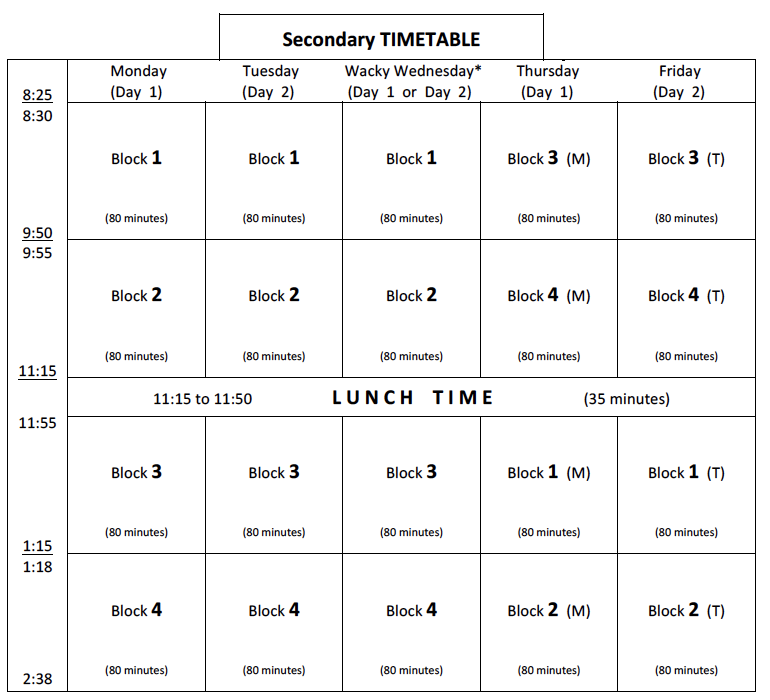 Secondary TIMETABLE
Monday Tuesday Wacky Wednesday* Thursday Friday
8:25 (Day 1) (Day 2) (Day 1 or Day 2) (Day 1) (Day 2)
8:30
Block 1 Block 1 Block 1 Block 3 (M) Block 3 (T)
(80 minutes) (80 minutes) (80 minutes) (80 minutes) (80 minutes)
9:50
9:55
Block 2 Block 2 Block 2 Block 4 (M) Block 4 (T)
(80 minutes) (80 minutes) (80 minutes) (80 minutes) (80 minutes)
11:15
11:15 to 11:50 LUNCH TIME (35 minutes)
11:55
Block 3 Block 3 Block 3 Block 1 (M) Block 1 (T)
(80 minutes) (80 minutes) (80 minutes) (80 minutes) (80 minutes)
1:15
1:18
Block 4 Block 4 Block 4 Block 2 (M) Block 2 (T)
(80 minutes) (80 minutes) (80 minutes) (80 minutes) (80 minutes)
2:38